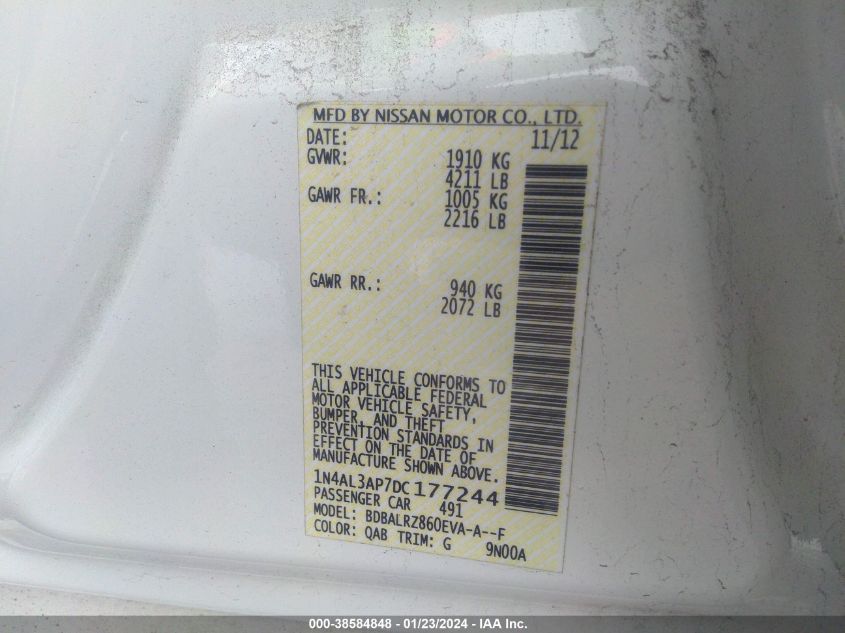 MFD BY NISSAN MOTOR CO., LTD.
DATE: 11/12
GVWR: 1910 KG
4211 LB
GAWR FR.: 1005 KG
2216 LB
GAWR RR.: 940 KG
2072 LB
THIS VEHICLE CONFORMS TO
ALL APPLICABLE FEDERAL
MOTOR VEHICLE SAFETY,
BUMPER, AND THEFT
PREVENTION STANDARDS IN
EFFECT ON THE DATE OF
MANUFACTURE SHOWN ABOVE.
1N4AL3AP7DC177244
PASSENGER CAR 491
MODEL: BDBALRZ860EVA-A--F
COLOR: QAB TRIM: G 9N00A
000-38584848 - 01/23/2024 - IAA Inc.